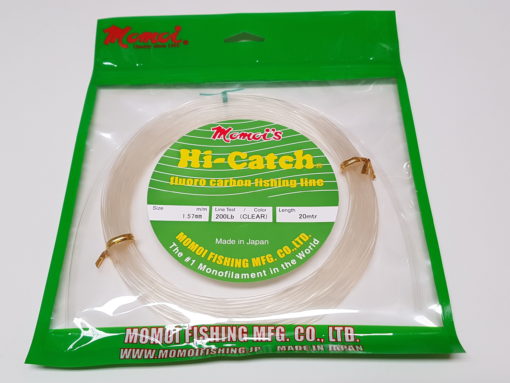 Momoi®
Quality since 1905
Momoi's
Hi-Catch
fluoro carbon fishing line
Size m/m Line Test / Color Length
1.57mm 200Lb (CLEAR) 20mtr
Made in Japan
MOMOI FISHING MFG. CO., LTD.
The #1 Monofilament in the World
MOMOI FISHING MFG. CO., LTD.
WWW.MOMOIFISHING.JP MADE IN JAPAN